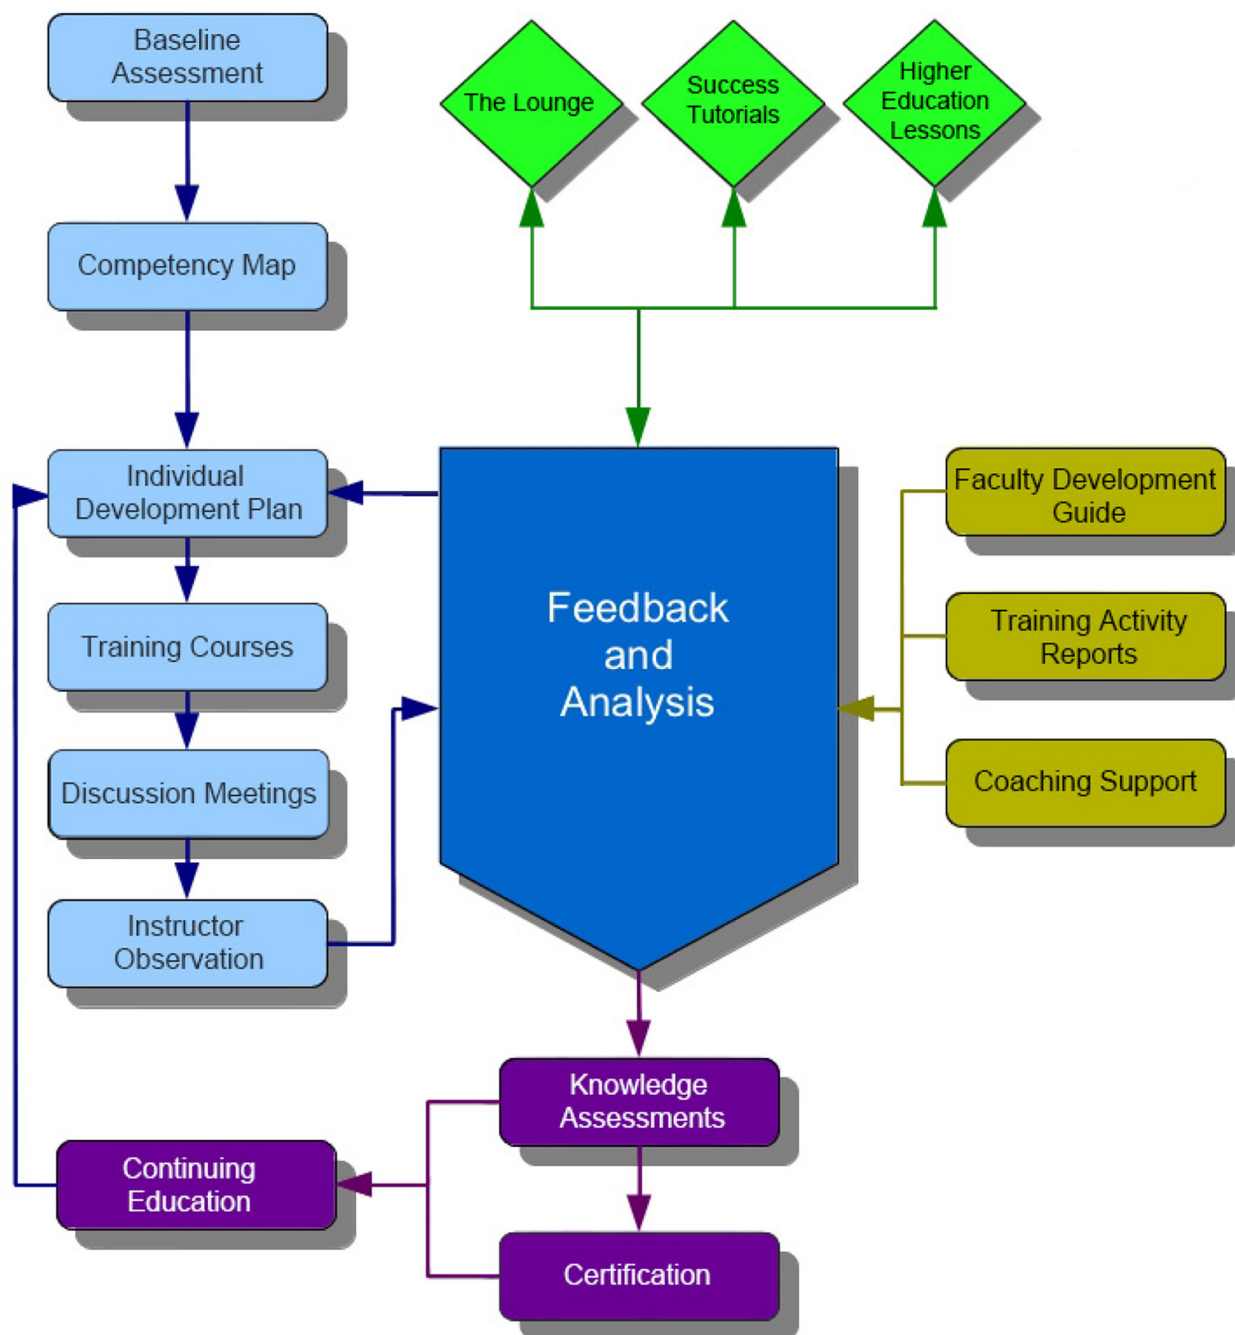 Baseline
Assessment
The Lounge
Success
Tutorials
Higher
Education
Lessons
Competency Map
Individual
Development Plan
Training Courses
Discussion Meetings
Instructor
Observation
Feedback
and
Analysis
Faculty Development
Guide
Training Activity
Reports
Coaching Support
Knowledge
Assessments
Continuing
Education
Certification